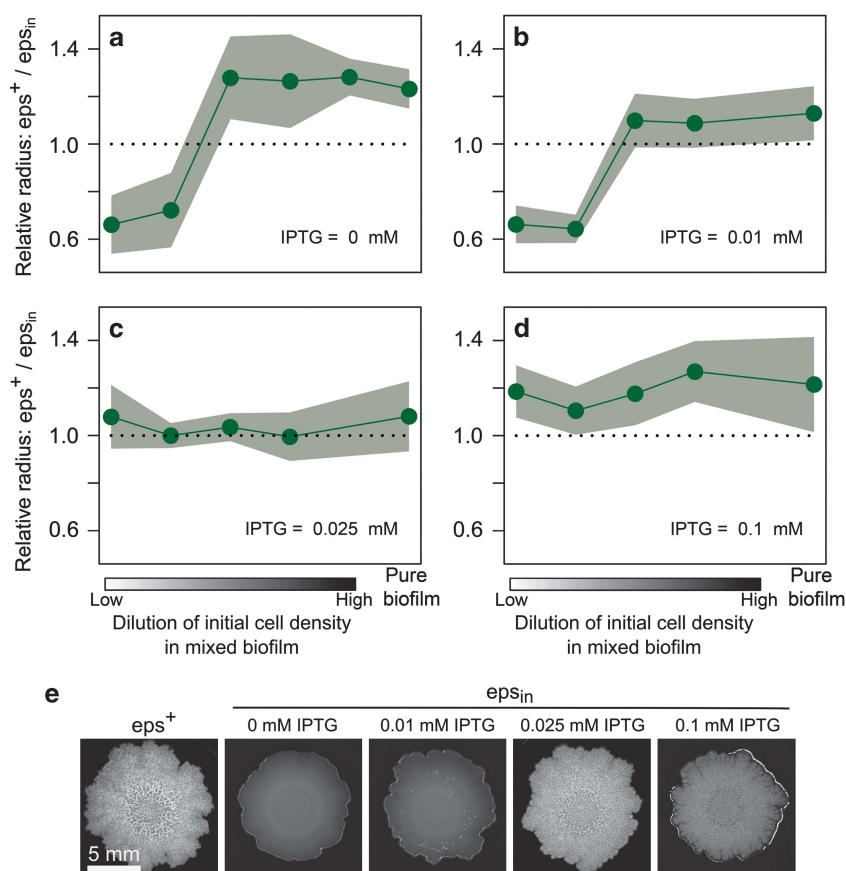 a
Relative radius: eps+ / epsin
1.4
1.0
0.6
IPTG = 0 mM
b
1.4
1.0
0.6
IPTG = 0.01 mM
c
Relative radius: eps+ / epsin
1.4
1.0
0.6
IPTG = 0.025 mM
d
1.4
1.0
0.6
IPTG = 0.1 mM
Low High Pure biofilm
Dilution of initial cell density
in mixed biofilm
Low High Pure biofilm
Dilution of initial cell density
in mixed biofilm
e
epsin
eps+ 0 mM IPTG 0.01 mM IPTG 0.025 mM IPTG 0.1 mM IPTG
5 mm